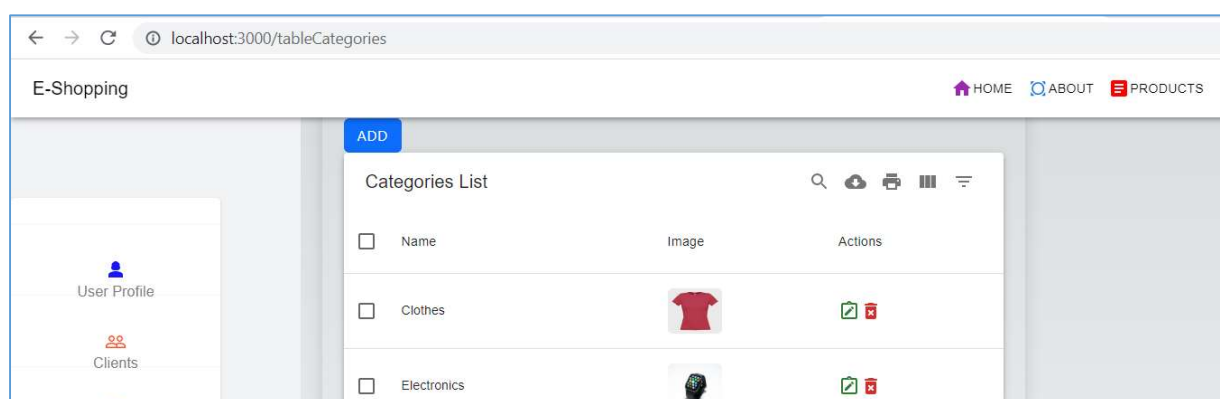 localhost:3000/tableCategories
E-Shopping
HOME ABOUT PRODUCTS
ADD
Categories List
Name Image Actions
User Profile
Clothes
Clients
Electronics